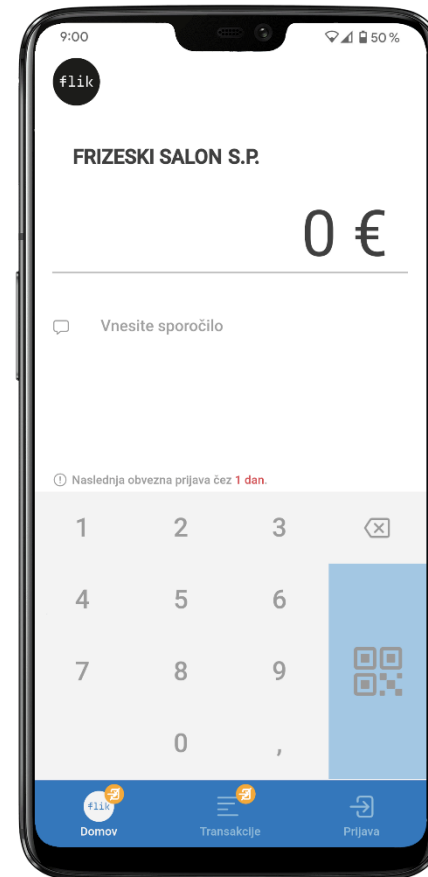 9:00
50 %
flik
FRIZESKI SALON S.P.
0 €
Vnesite sporočilo
Naslednja obvezna prijava čez 1 dan.
1 2 3
4 5 6
7 8 9
0 ,
flik
Domov Transakcije Prijava